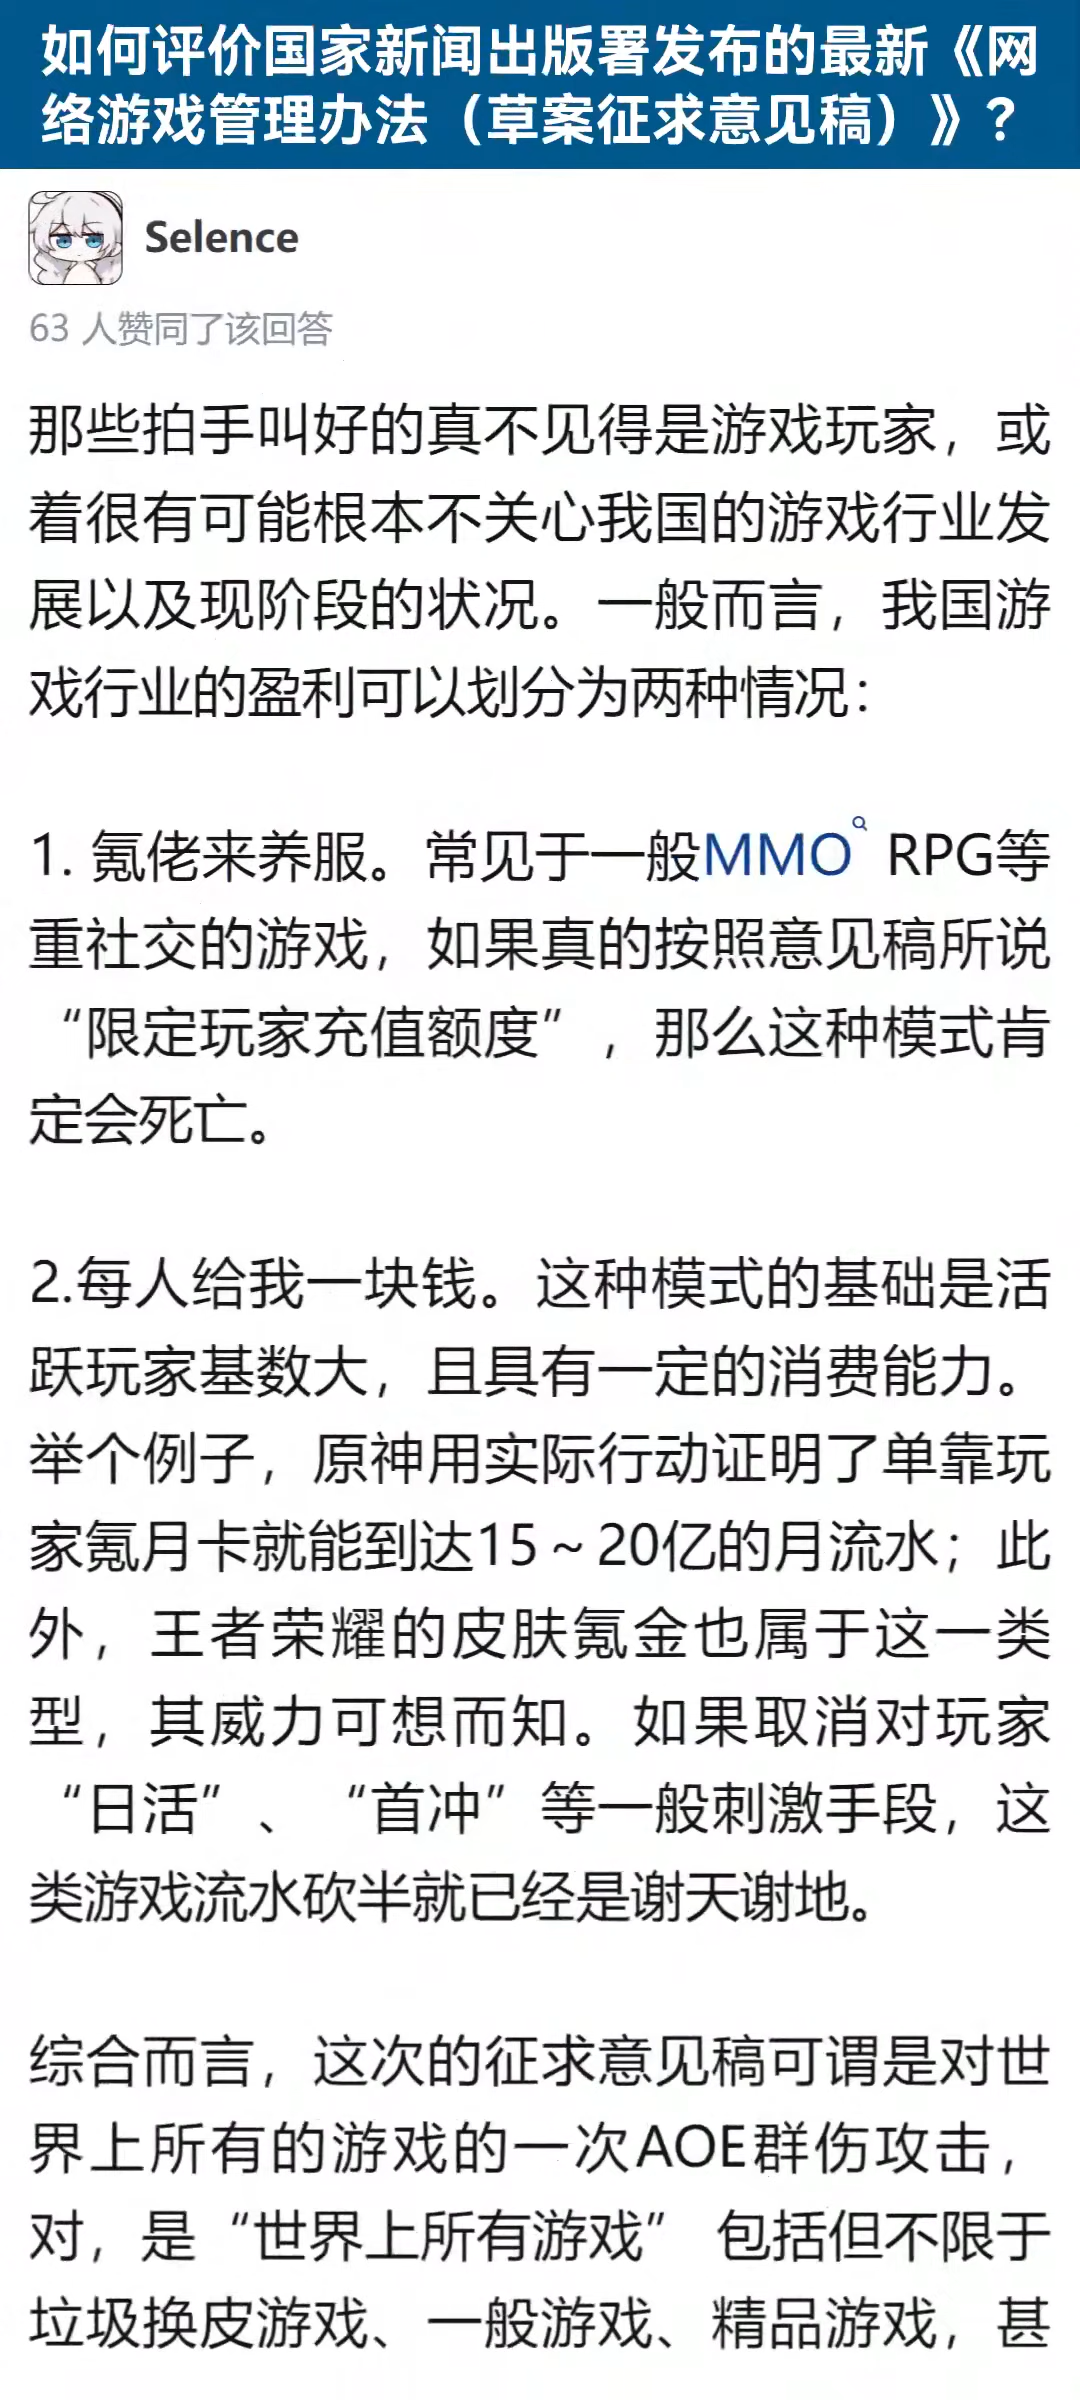 如何评价国家新闻出版署发布的最新《网
络游戏管理办法（草案征求意见稿）》？
Selence
63 人赞同了该回答
那些拍手叫好的真不见得是游戏玩家，或
着很有可能根本不关心我国的游戏行业发
展以及现阶段的状况。一般而言，我国游
戏行业的盈利可以划分为两种情况：
1. 氪佬来养服。常见于一般MMO RPG等
重社交的游戏，如果真的按照意见稿所说
“限定玩家充值额度”，那么这种模式肯
定会死亡。
2.每人给我一块钱。这种模式的基础是活
跃玩家基数大，且具有一定的消费能力。
举个例子，原神用实际行动证明了单靠玩
家氪月卡就能到达15～20亿的月流水；此
外，王者荣耀的皮肤氪金也属于这一类
型，其威力可想而知。如果取消对玩家
“日活”、“首冲”等一般刺激手段，这
类游戏流水砍半就已经是谢天谢地。
综合而言，这次的征求意见稿可谓是对世
界上所有的游戏的一次AOE群伤攻击，
对，是“世界上所有游戏” 包括但不限于
垃圾换皮游戏、一般游戏、精品游戏，甚